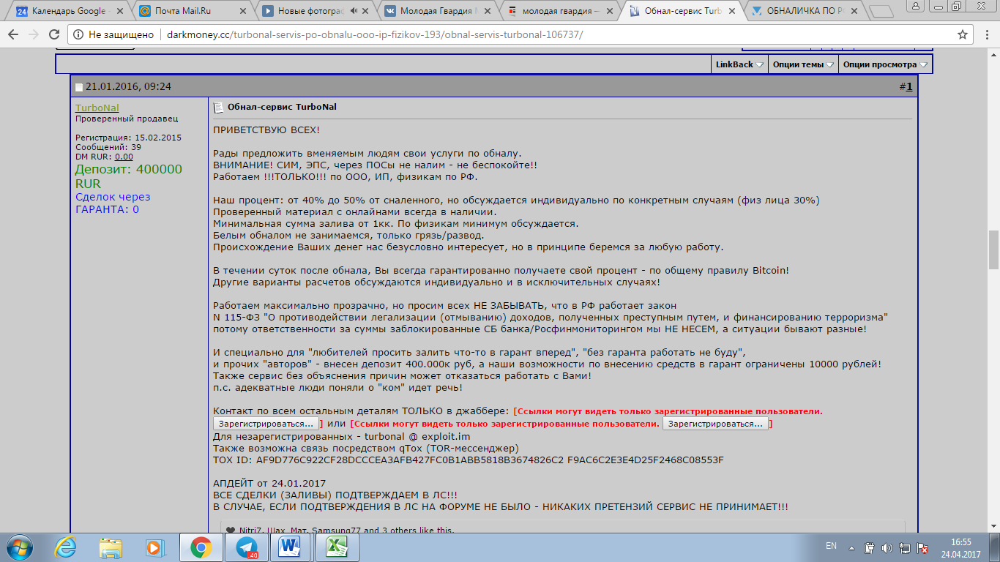 Календарь Google -
Почта Mail.Ru
Новые фотограф
Молодая Гвардия М
молодая гвардия –
Обнал-сервис Turb
ОБНАЛИЧКА ПО РФ
Не защищено
darkmoney.cc/turbonal-servis-po-obnalu-ooo-ip-fizikov-193/obnal-servis-turbonal-106737/
LinkBack Опции темы Опции просмотра
21.01.2016, 09:24 #1
TurboNal
Проверенный продавец
Регистрация: 15.02.2015
Сообщений: 39
DM RUR: 0.00
Депозит: 400000
RUR
Сделок через
ГАРАНТА: 0
Обнал-сервис TurboNal
ПРИВЕТСТВУЮ ВСЕХ!
Рады предложить вменяемым людям свои услуги по обналу.
ВНИМАНИЕ! СИМ, ЭПС, через ПОСы не налим - не беспокойте!!
Работаем !!!ТОЛЬКО!!! по ООО, ИП, физикам по РФ.
Наш процент: от 40% до 50% от сналенного, но обсуждается индивидуально по конкретным случаям (физ лица 30%)
Проверенный материал с онлайнами всегда в наличии.
Минимальная сумма залива от 1кк. По физикам минимум обсуждается.
Белым обналом не занимаемся, только грязь/развод.
Происхождение Ваших денег нас безусловно интересует, но в принципе беремся за любую работу.
В течении суток после обнала, Вы всегда гарантированно получаете свой процент - по общему правилу Bitcoin!
Другие варианты расчетов обсуждаются индивидуально и в исключительных случаях!
Работаем максимально прозрачно, но просим всех НЕ ЗАБЫВАТЬ, что в РФ работает закон
N 115-ФЗ "О противодействии легализации (отмыванию) доходов, полученных преступным путем, и финансированию терроризма"
потому ответственности за суммы заблокированные СБ банка/Росфинмониторингом мы НЕ НЕСЕМ, а ситуации бывают разные!
И специально для "любителей просить залить что-то в гарант вперед", "без гаранта работать не буду",
и прочих "авторов" - внесен депозит 400.000к руб, а наши возможности по внесению средств в гарант ограничены 10000 рублей!
Также сервис без объяснения причин может отказаться работать с Вами!
п.с. адекватные люди поняли о "ком" идет речь!
Контакт по всем остальным деталям ТОЛЬКО в джаббере: [Ссылки могут видеть только зарегистрированные пользователи.
Зарегистрироваться...] или [Ссылки могут видеть только зарегистрированные пользователи. Зарегистрироваться...]
Для незарегистрированных - turbonal @ exploit.im
Также возможна связь посредством qTox (TOR-мессенджер)
TOX ID: AF9D776C922CF28DCCCEA3AFB427FC0B1ABB5818B3674826C2 F9AC6C2E3E4D25F2468C08553F
АПДЕЙТ от 24.01.2017
ВСЕ СДЕЛКИ (ЗАЛИВЫ) ПОДТВЕРЖДАЕМ В ЛС!!!
В СЛУЧАЕ, ЕСЛИ ПОДТВЕРЖДЕНИЯ В ЛС НА ФОРУМЕ НЕ БЫЛО - НИКАКИХ ПРЕТЕНЗИЙ СЕРВИС НЕ ПРИНИМАЕТ!!!
Nitri7, Шах_Мат, Samsung77 and 3 others like this.
.40
EN
16:55
24.04.2017